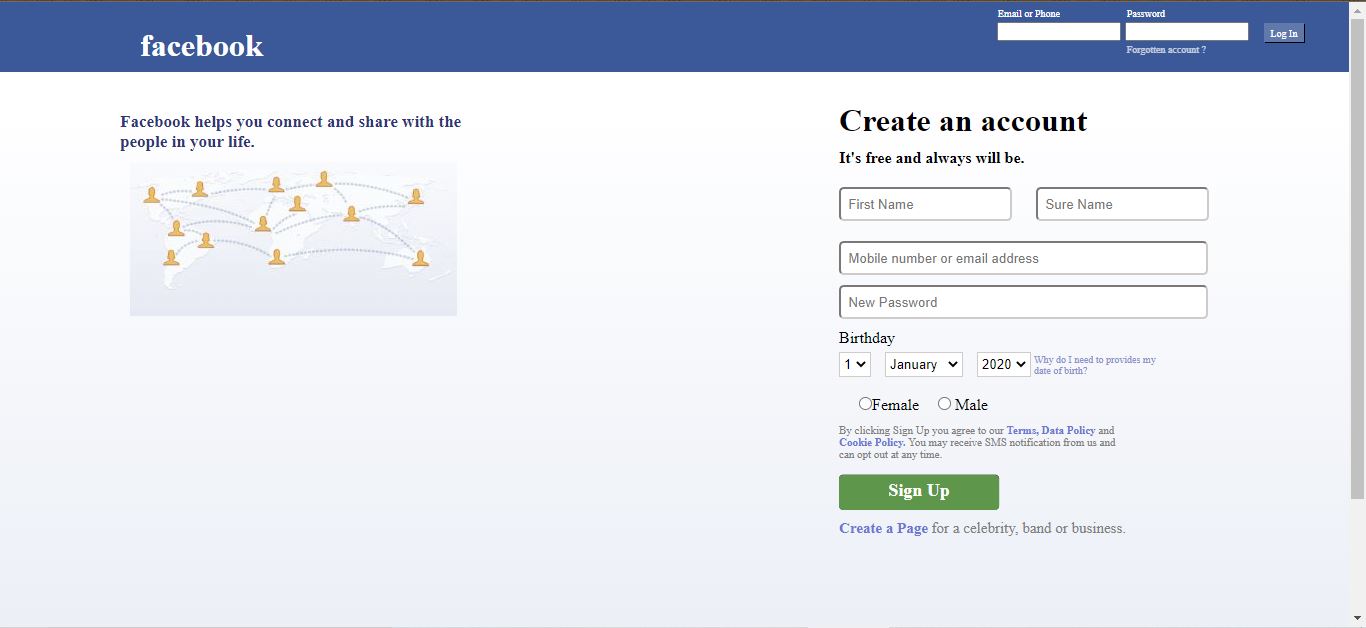 Email or Phone Password
facebook
Log In
Forgotten account ?
Facebook helps you connect and share with the
people in your life.
Create an account
It's free and always will be.
First Name Sure Name
Mobile number or email address
New Password
Birthday
1 January 2020
Why do I need to provides my
date of birth?
Female Male
By clicking Sign Up you agree to our Terms, Data Policy and
Cookie Policy. You may receive SMS notification from us and
can opt out at any time.
Sign Up
Create a Page for a celebrity, band or business.